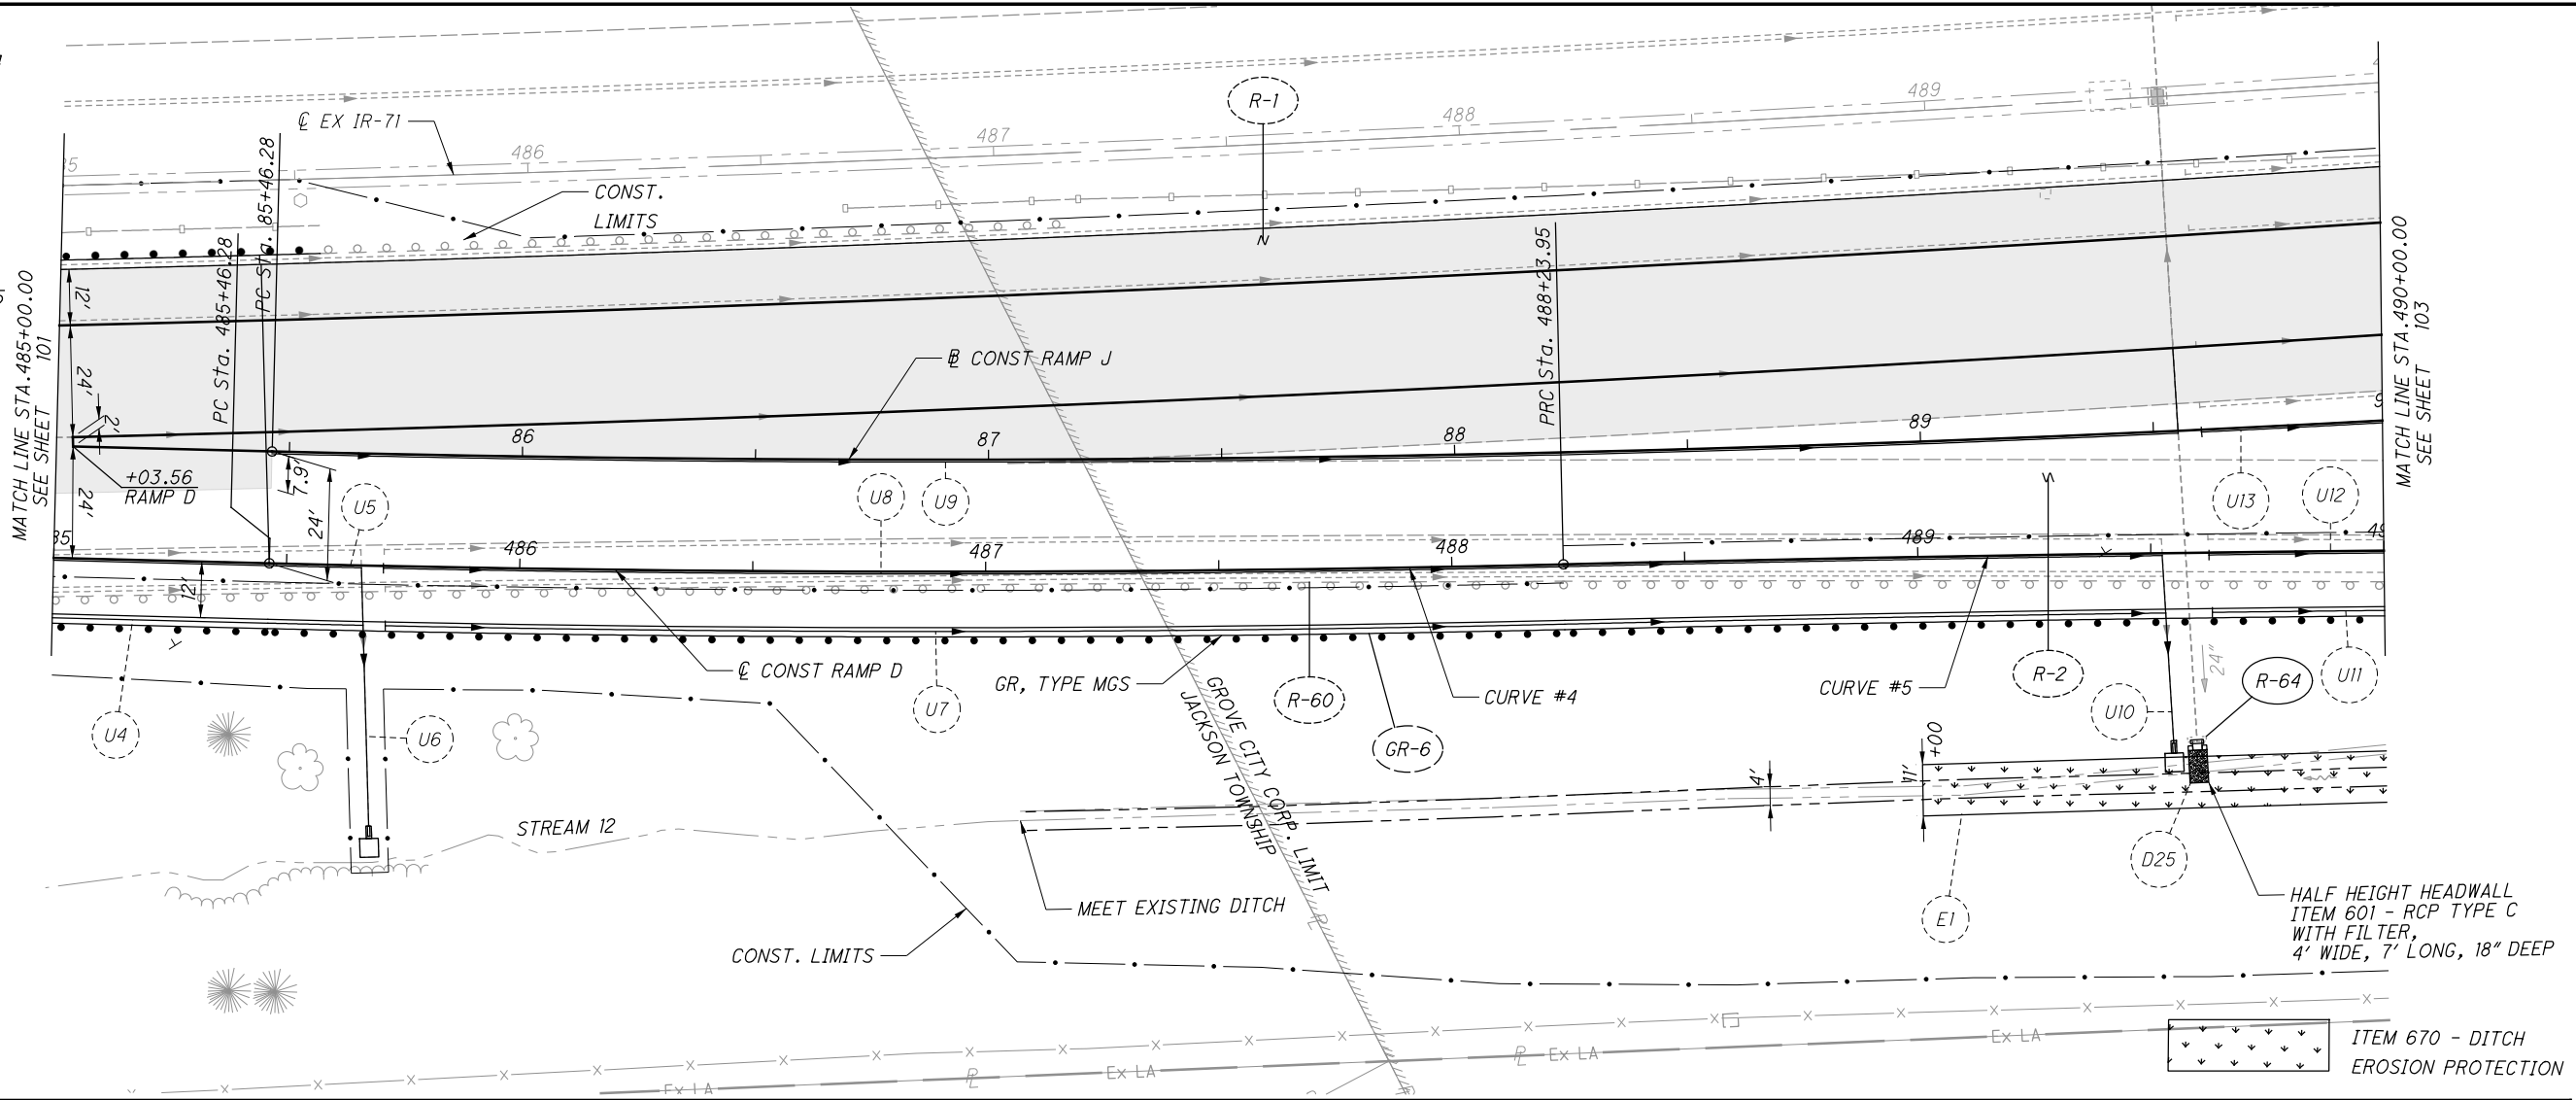 MATCH LINE STA.485+00.00
SEE SHEET 101
℄ EX IR-71
CONST.
LIMITS
486
487
488
489
R-1
PC Sta. 485+46.28
PC Sta. 85+46.28
PRC Sta. 488+23.95
12'
24'
2'
24'
+03.56
RAMP D
7.9'
24'
12'
℄ CONST RAMP J
86
87
88
89
U5
U8
U9
U13
U12
486
487
488
489
℄ CONST RAMP D
GR, TYPE MGS
CURVE #4
CURVE #5
U4
U6
U7
R-60
GR-6
R-2
U10
24"
R-64
U11
GROVE CITY CORP. LIMIT
JACKSON TOWNSHIP
STREAM 12
MEET EXISTING DITCH
CONST. LIMITS
4'
11'
+00
E1
D25
HALF HEIGHT HEADWALL
ITEM 601 - RCP TYPE C
WITH FILTER,
4' WIDE, 7' LONG, 18" DEEP
Ex LA
Ex LA
Ex LA
Ex LA
ITEM 670 - DITCH
EROSION PROTECTION
MATCH LINE STA.490+00.00
SEE SHEET 103